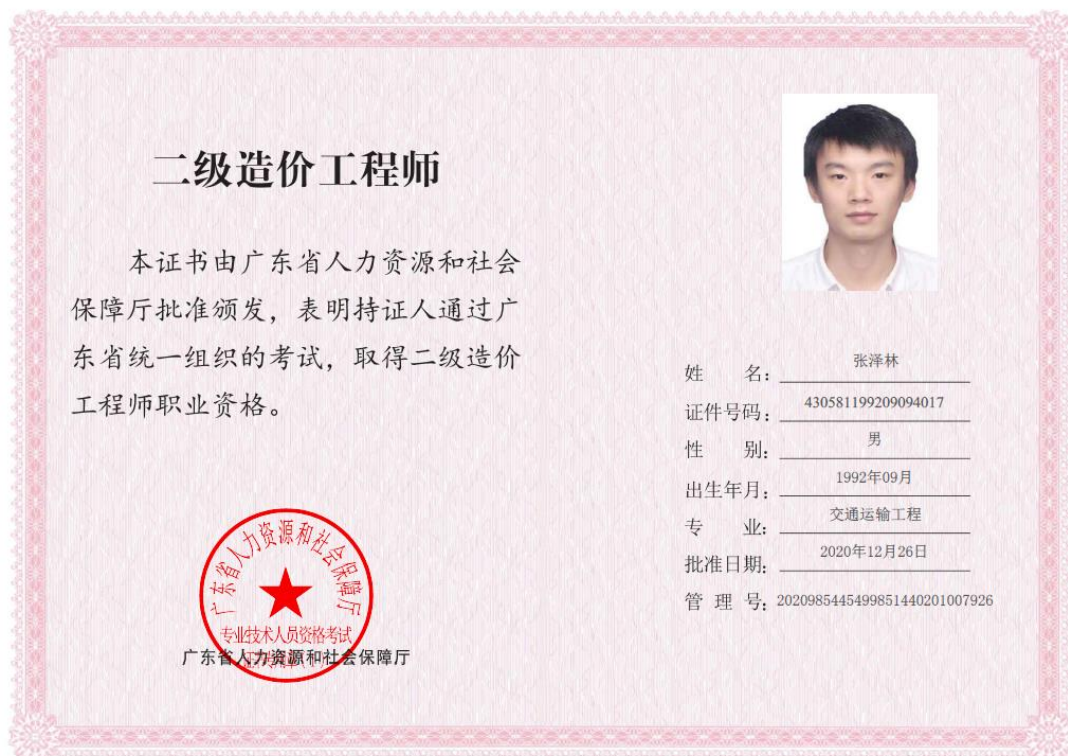 二级造价工程师
本证书由广东省人力资源和社会
保障厅批准颁发，表明持证人通过广
东省统一组织的考试，取得二级造价
工程师职业资格。
姓名：张泽林
证件号码：430581199209094017
性别：男
出生年月：1992年09月
专业：交通运输工程
批准日期：2020年12月26日
管理号：20209854454998514402010079​26
广东省人力资源和社会保障厅
专业技术人员资格考试
广东省人力资源和社会保障厅